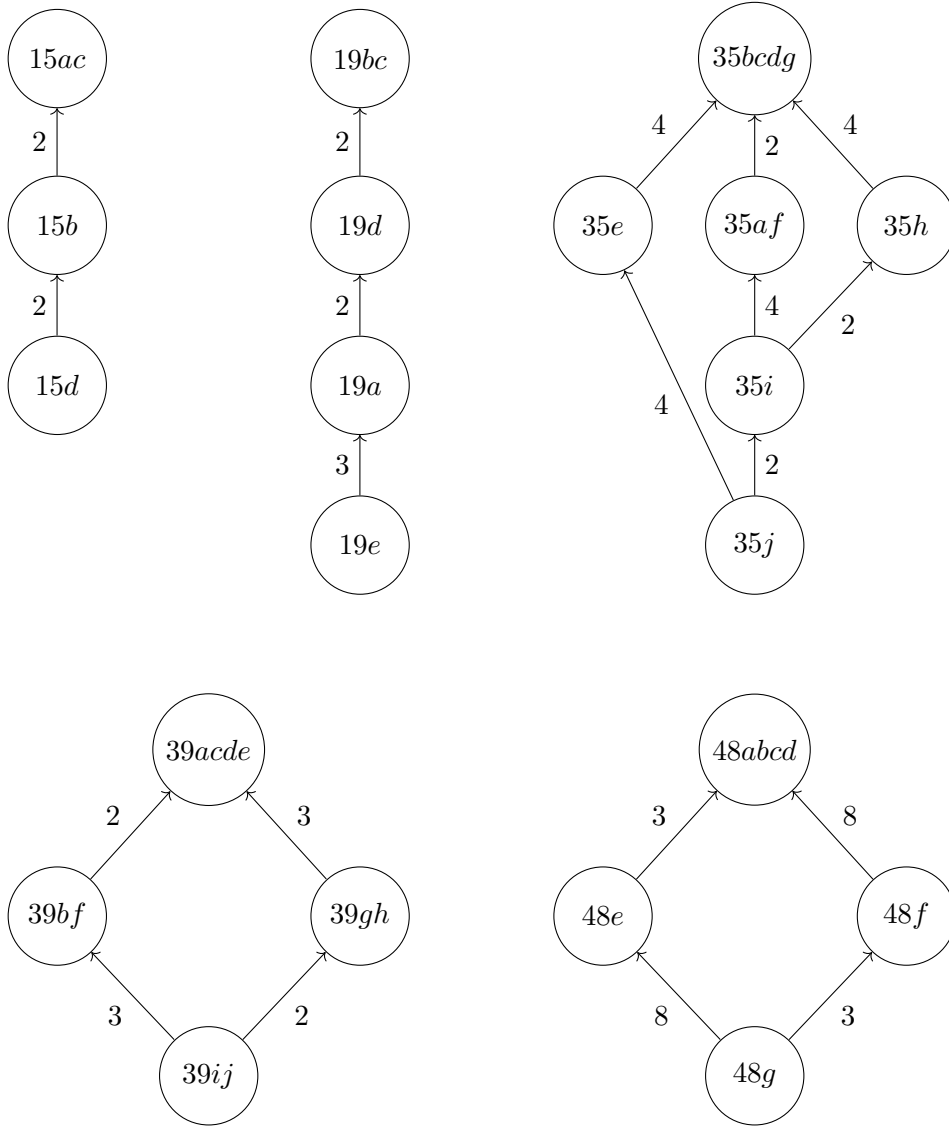 15ac 19bc 35bcdg
2 2 4 2 4
15b 19d 35e 35af 35h
2 2 4 2
15d 19a 4 35i
3 2
19e 35j
39acde 48abcd
2 3 3 8
39bf 39gh 48e 48f
3 2 8 3
39ij 48g